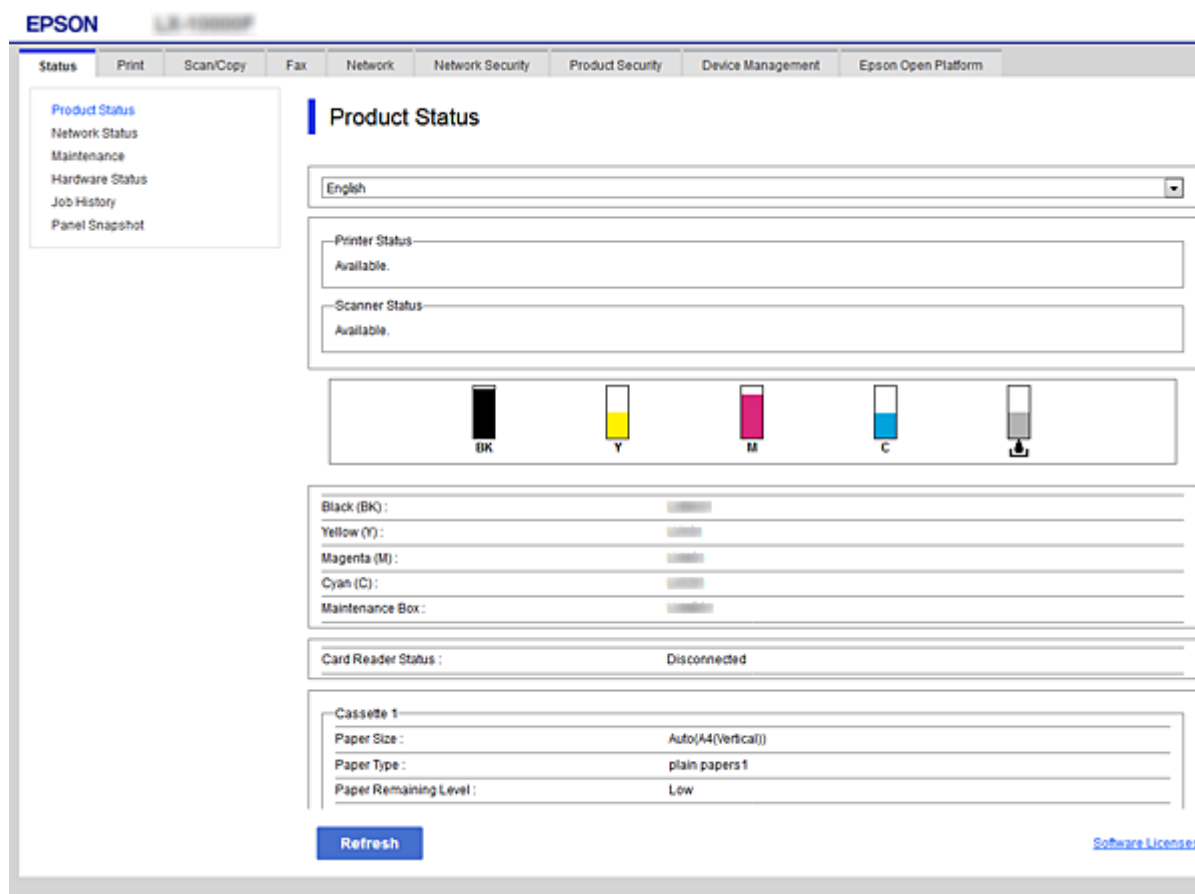 EPSON
Status Print Scan/Copy Fax Network Network Security Product Security Device Management Epson Open Platform
Product Status
Network Status
Maintenance
Hardware Status
Job History
Panel Snapshot
Product Status
English
Printer Status
Available.
Scanner Status
Available.
BK Y M C
Black (BK) :
Yellow (Y) :
Magenta (M) :
Cyan (C) :
Maintenance Box :
Card Reader Status : Disconnected
Cassette 1
Paper Size : Auto(A4(Vertical))
Paper Type : plain papers1
Paper Remaining Level : Low
Refresh
Software Licenses